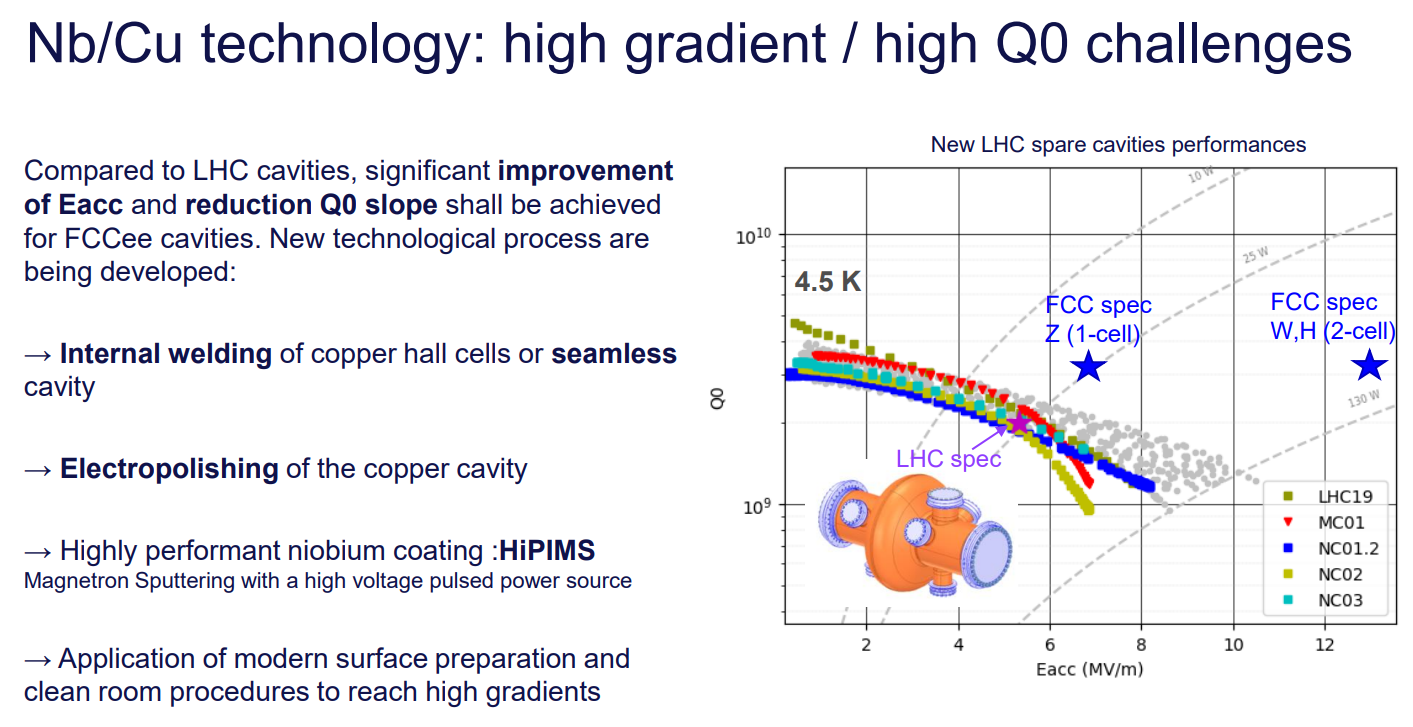 Nb/Cu technology: high gradient / high Q0 challenges
Compared to LHC cavities, significant improvement
of Eacc and reduction Q0 slope shall be achieved
for FCCee cavities. New technological process are
being developed:
→ Internal welding of copper hall cells or seamless
cavity
→ Electropolishing of the copper cavity
→ Highly performant niobium coating :HiPIMS
Magnetron Sputtering with a high voltage pulsed power source
→ Application of modern surface preparation and
clean room procedures to reach high gradients
New LHC spare cavities performances
10 W
10¹⁰
25 W
4.5 K
FCC spec
Z (1-cell)
FCC spec
W,H (2-cell)
130 W
Q0
LHC spec
10⁹
LHC19
MC01
NC01.2
NC02
NC03
2 4 6 8 10 12
Eacc (MV/m)